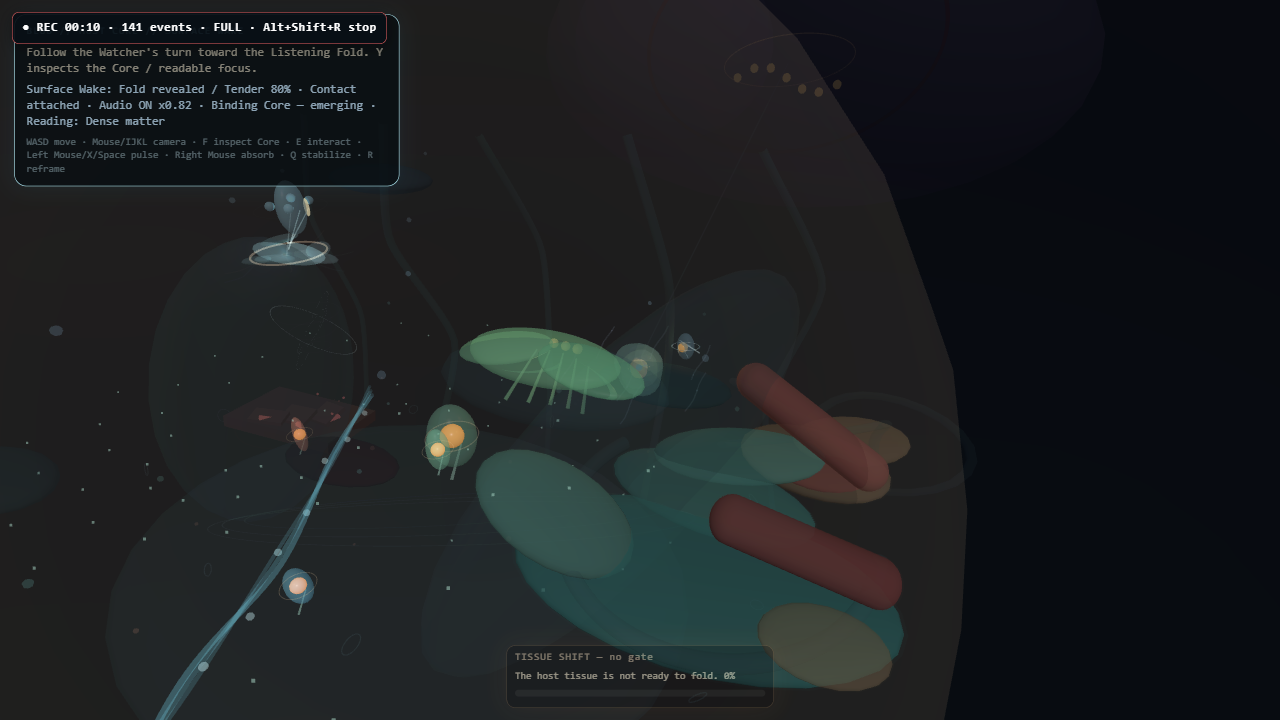 ● REC 00:10 · 141 events · FULL · Alt+Shift+R stop
Follow the Watcher's turn toward the Listening Fold. Y
inspects the Core / readable focus.
Surface Wake: Fold revealed / Tender 80% · Contact
attached · Audio ON x0.82 · Binding Core — emerging ·
Reading: Dense matter
WASD move · Mouse/IJKL camera · F inspect Core · E interact ·
Left Mouse/X/Space pulse · Right Mouse absorb · Q stabilize · R
reframe
TISSUE SHIFT — no gate
The host tissue is not ready to fold. 0%